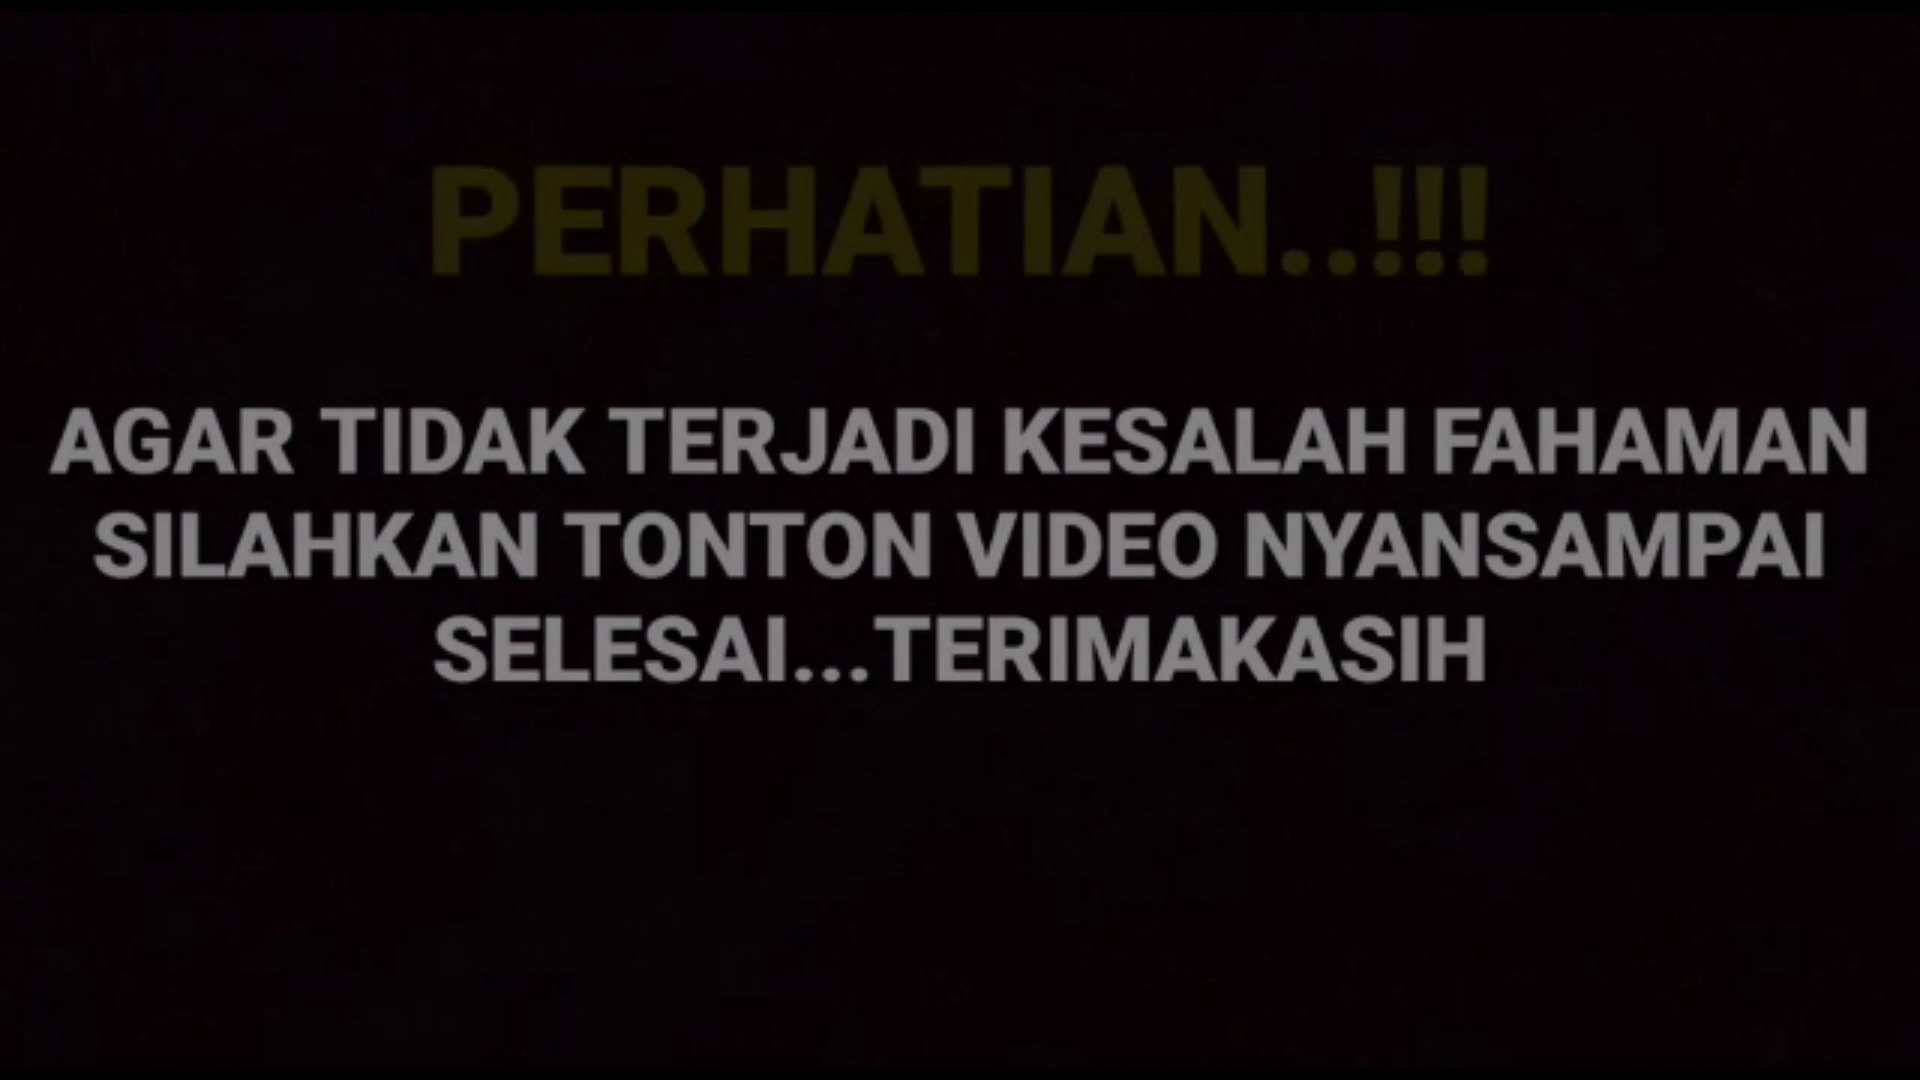 PERHATIAN..!!!
AGAR TIDAK TERJADI KESALAH FAHAMAN
SILAHKAN TONTON VIDEO NYANSAMPAI
SELESAI...TERIMAKASIH